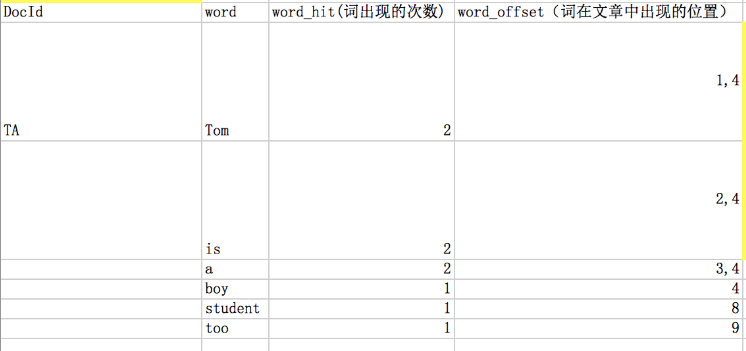 DocId word word_hit(词出现的次数) word_offset（词在文章中出现的位置）
1,4
TA Tom 2
2,4
is 2
a 2 3,4
boy 1 4
student 1 8
too 1 9